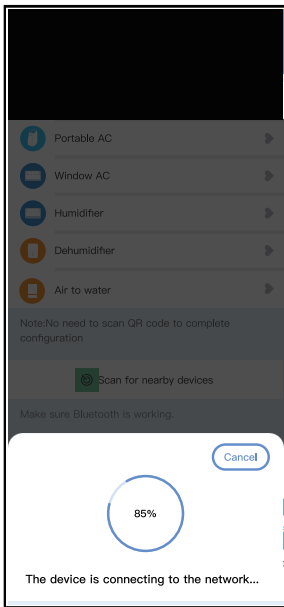 Portable AC
Window AC
Humidifier
Dehumidifier
Air to water
Note:No need to scan QR code to complete
configuration
Scan for nearby devices
Make sure Bluetooth is working.
Cancel
85%
The device is connecting to the network...